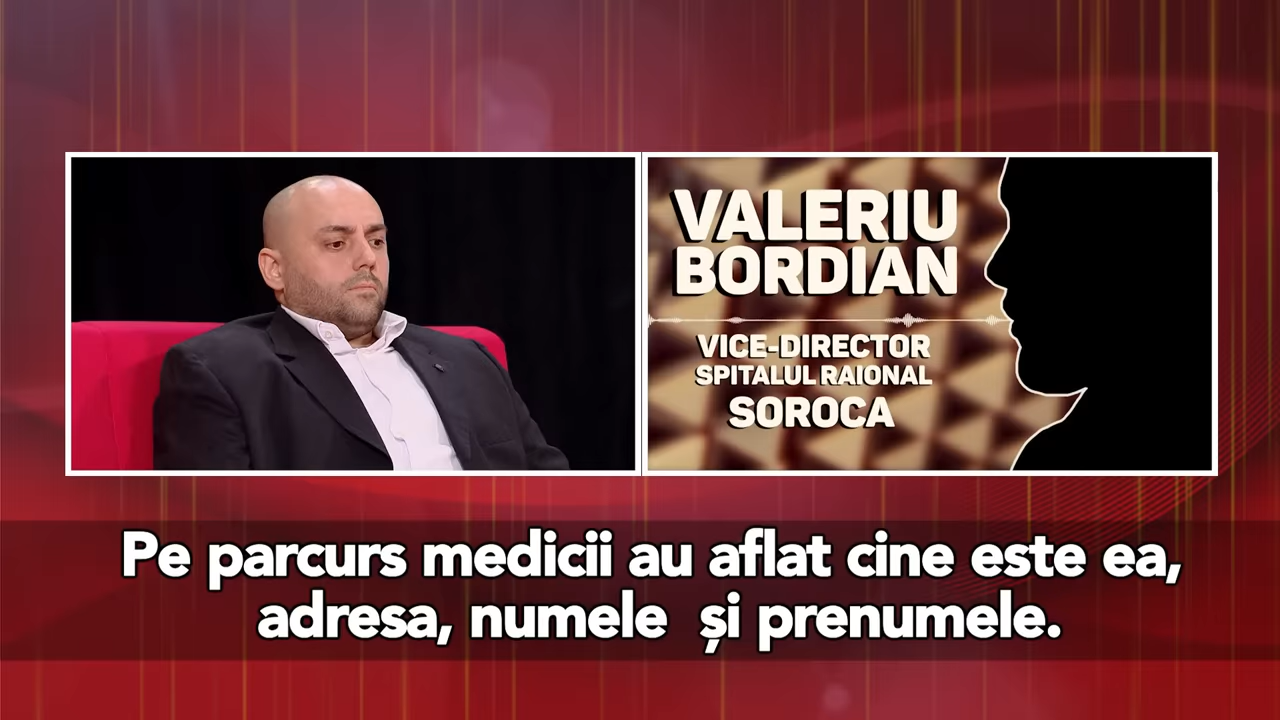 VALERIU
BORDIAN
VICE-DIRECTOR
SPITALUL RAIONAL
SOROCA
Pe parcurs medicii au aflat cine este ea,
adresa, numele și prenumele.